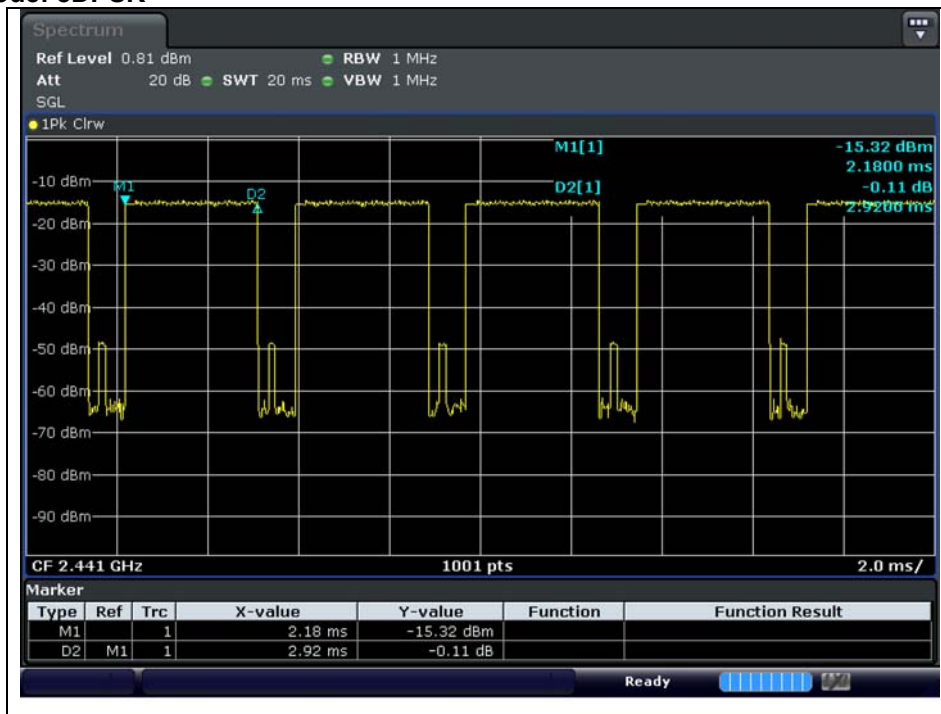 Spectrum
Ref Level 0.81 dBm RBW 1 MHz
Att 20 dB SWT 20 ms VBW 1 MHz
SGL
1Pk Clrw
M1[1] -15.32 dBm
2.1800 ms
-10 dBm M1 D2 D2[1] -0.11 dB
2.9200 ms
-20 dBm
-30 dBm
-40 dBm
-50 dBm
-60 dBm
-70 dBm
-80 dBm
-90 dBm
CF 2.441 GHz 1001 pts 2.0 ms/
Marker
Type Ref Trc X-value Y-value Function Function Result
M1 1 2.18 ms -15.32 dBm
D2 M1 1 2.92 ms -0.11 dB
Ready